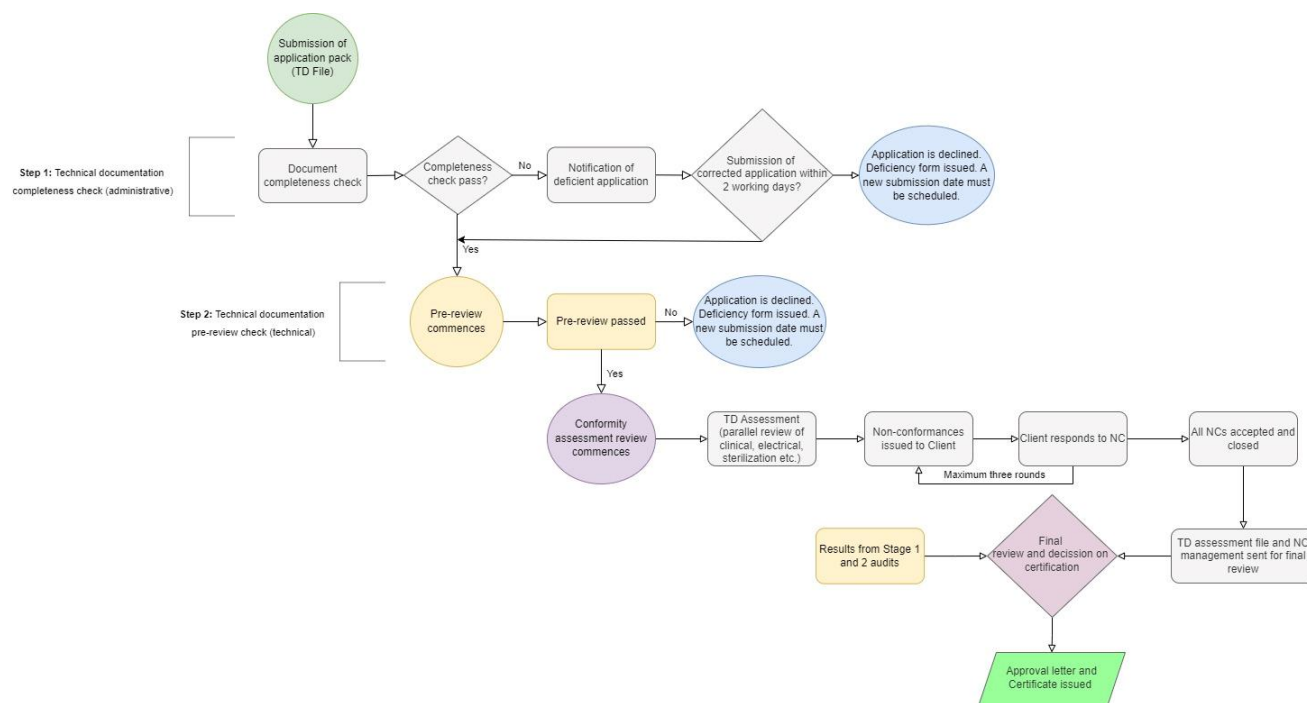 Submission of
application pack
(TD File)
Step 1: Technical documentation
completeness check (administrative)
Document
completeness check
Completeness
check pass?
No
Notification of
deficient application
Submission of
corrected application within
2 working days?
Application is declined.
Deficiency form issued. A
new submission date must
be scheduled.
Yes
Step 2: Technical documentation
pre-review check (technical)
Pre-review
commences
Pre-review passed
No
Application is declined.
Deficiency form issued. A
new submission date must
be scheduled.
Yes
Conformity
assessment review
commences
TD Assessment
(parallel review of
clinical, electrical,
sterilization etc.)
Non-conformances
issued to Client
Client responds to NC
All NCs accepted and
closed
Maximum three rounds
Results from Stage 1
and 2 audits
Final
review and decission on
certification
TD assessment file and NC
management sent for final
review
Approval letter and
Certificate issued